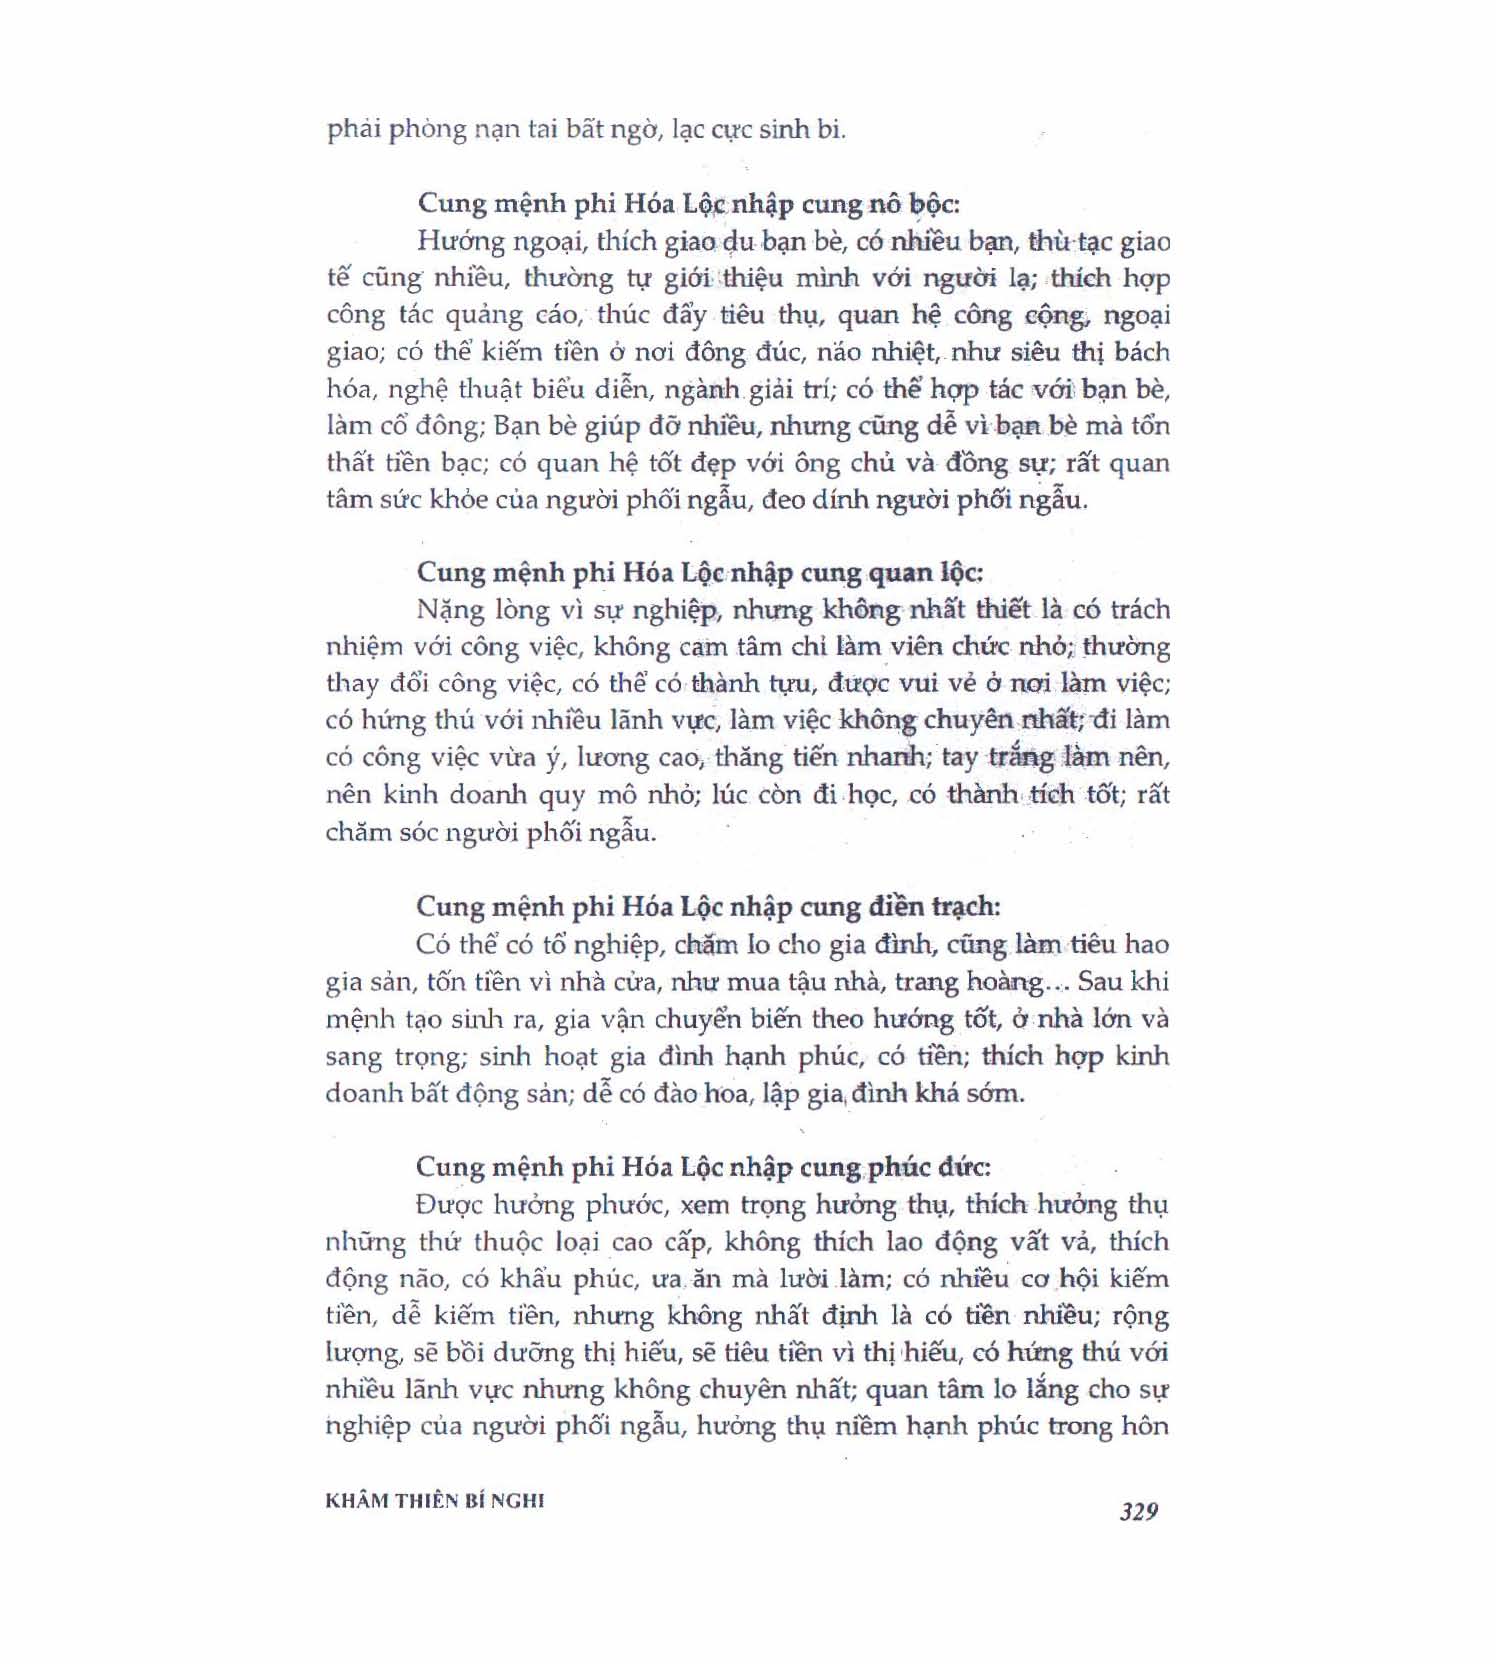 phải phòng nạn tai bất ngờ, lạc cực sinh bi.
Cung mệnh phi Hóa Lộc nhập cung nô bộc:
Hướng ngoại, thích giao du bạn bè, có nhiều bạn, thù tạc giao
tế cũng nhiều, thường tự giới thiệu mình với người lạ; thích hợp
công tác quảng cáo, thúc đẩy tiêu thụ, quan hệ công cộng, ngoại
giao; có thể kiếm tiền ở nơi đông đúc, náo nhiệt, như siêu thị bách
hóa, nghệ thuật biểu diễn, ngành giải trí; có thể hợp tác với bạn bè,
làm cổ đông; Bạn bè giúp đỡ nhiều, nhưng cũng dễ vì bạn bè mà tổn
thất tiền bạc; có quan hệ tốt đẹp với ông chủ và đồng sự; rất quan
tâm sức khỏe của người phối ngẫu, đeo dính người phối ngẫu.
Cung mệnh phi Hóa Lộc nhập cung quan lộc:
Nặng lòng vì sự nghiệp, nhưng không nhất thiết là có trách
nhiệm với công việc, không cam tâm chỉ làm viên chức nhỏ; thường
thay đổi công việc, có thể có thành tựu, được vui vẻ ở nơi làm việc;
có hứng thú với nhiều lãnh vực, làm việc không chuyên nhất; đi làm
có công việc vừa ý, lương cao, thăng tiến nhanh; tay trắng làm nên,
nên kinh doanh quy mô nhỏ; lúc còn đi học, có thành tích tốt; rất
chăm sóc người phối ngẫu.
Cung mệnh phi Hóa Lộc nhập cung điền trạch:
Có thể có tổ nghiệp, chăm lo cho gia đình, cũng làm tiêu hao
gia sản, tốn tiền vì nhà cửa, như mua tậu nhà, trang hoàng... Sau khi
mệnh tạo sinh ra, gia vận chuyển biến theo hướng tốt, ở nhà lớn và
sang trọng; sinh hoạt gia đình hạnh phúc, có tiền; thích hợp kinh
doanh bất động sản; dễ có đào hoa, lập gia đình khá sớm.
Cung mệnh phi Hóa Lộc nhập cung phúc đức:
Được hưởng phước, xem trọng hưởng thụ, thích hưởng thụ
những thứ thuộc loại cao cấp, không thích lao động vất vả, thích
động não, có khẩu phúc, ưa ăn mà lười làm; có nhiều cơ hội kiếm
tiền, dễ kiếm tiền, nhưng không nhất định là có tiền nhiều; rộng
lượng, sẽ bồi dưỡng thị hiếu, sẽ tiêu tiền vì thị hiếu, có hứng thú với
nhiều lãnh vực nhưng không chuyên nhất; quan tâm lo lắng cho sự
nghiệp của người phối ngẫu, hưởng thụ niềm hạnh phúc trong hôn
KHÂM THIÊN BÍ NGHI
329